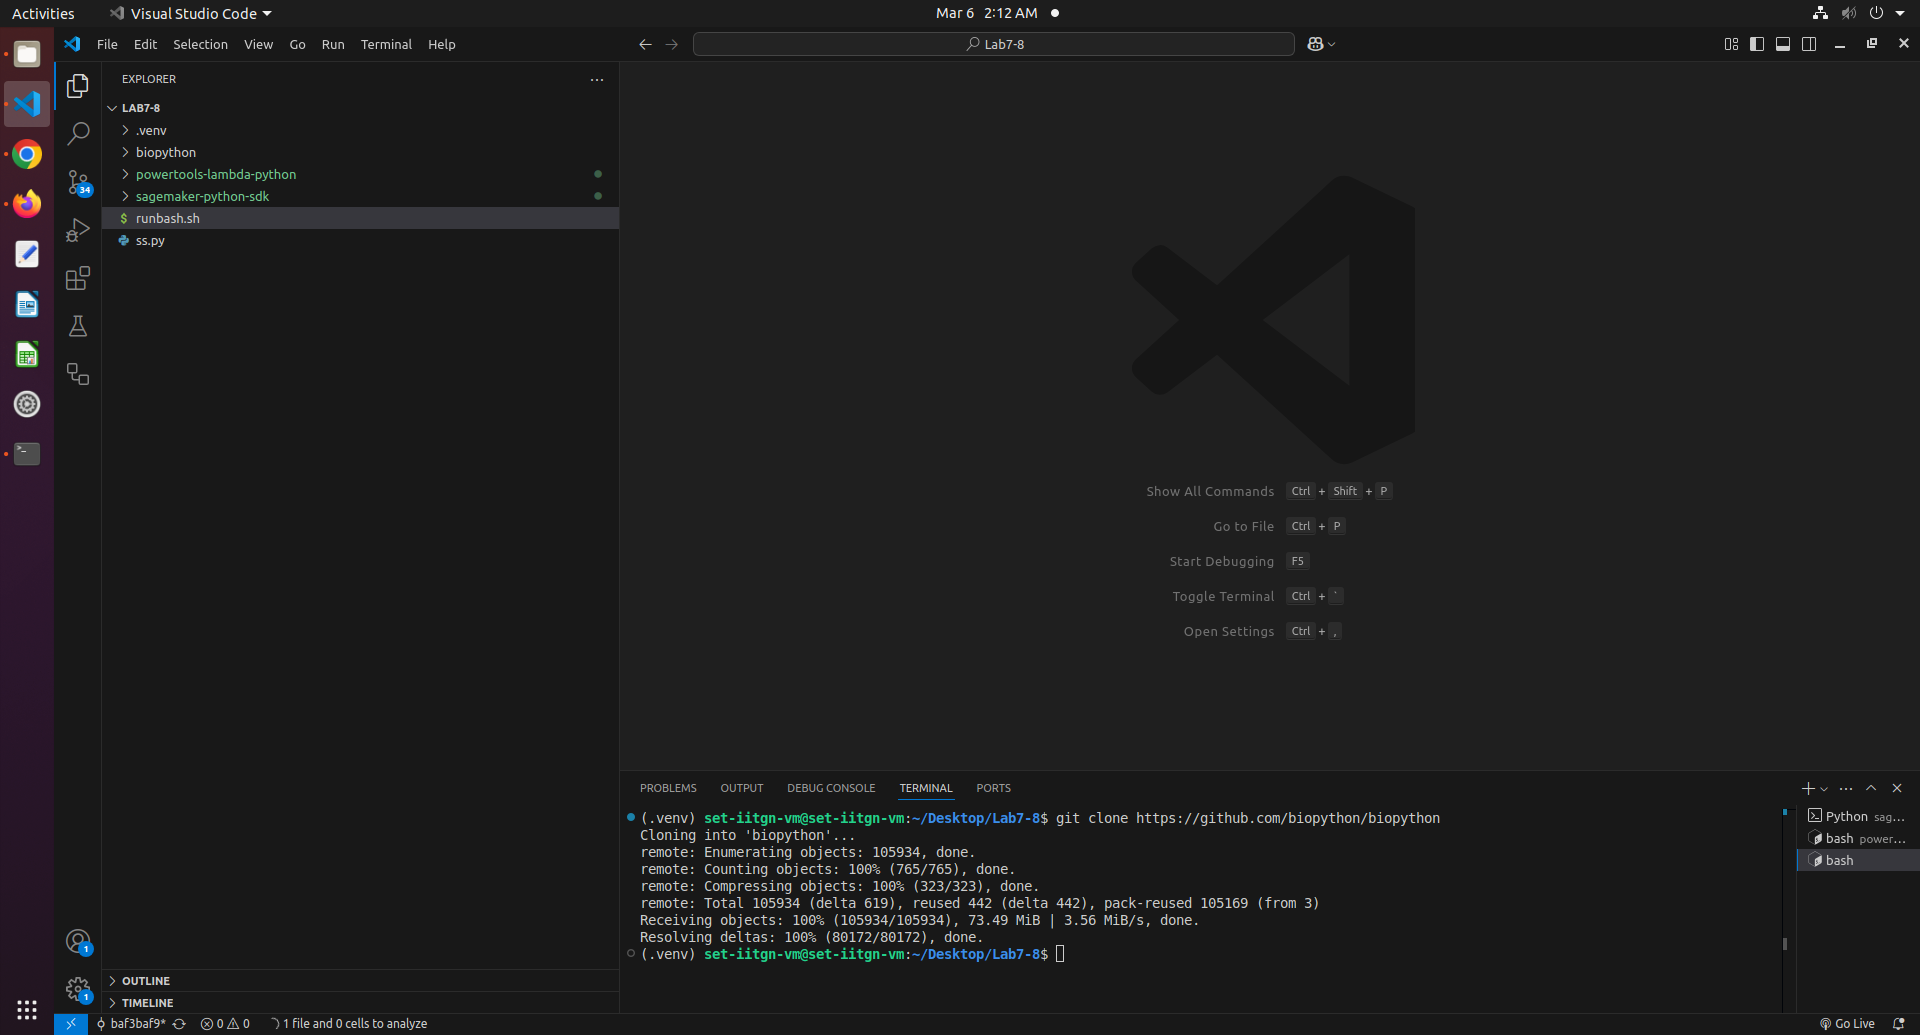 Activities
Visual Studio Code
Mar 6 2:12 AM
File Edit Selection View Go Run Terminal Help
Lab7-8
EXPLORER
LAB7-8
.venv
biopython
powertools-lambda-python
sagemaker-python-sdk
$ runbash.sh
ss.py
34
Show All Commands Ctrl + Shift + P
Go to File Ctrl + P
Start Debugging F5
Toggle Terminal Ctrl + `
Open Settings Ctrl + ,
PROBLEMS OUTPUT DEBUG CONSOLE TERMINAL PORTS
(.venv) set-iitgn-vm@set-iitgn-vm:~/Desktop/Lab7-8$ git clone https://github.com/biopython/biopython
Cloning into 'biopython'...
remote: Enumerating objects: 105934, done.
remote: Counting objects: 100% (765/765), done.
remote: Compressing objects: 100% (323/323), done.
remote: Total 105934 (delta 619), reused 442 (delta 442), pack-reused 105169 (from 3)
Receiving objects: 100% (105934/105934), 73.49 MiB | 3.56 MiB/s, done.
Resolving deltas: 100% (80172/80172), done.
(.venv) set-iitgn-vm@set-iitgn-vm:~/Desktop/Lab7-8$
Python sag...
bash power...
bash
1
1
OUTLINE
TIMELINE
baf3baf9* 0 0 1 file and 0 cells to analyze
Go Live